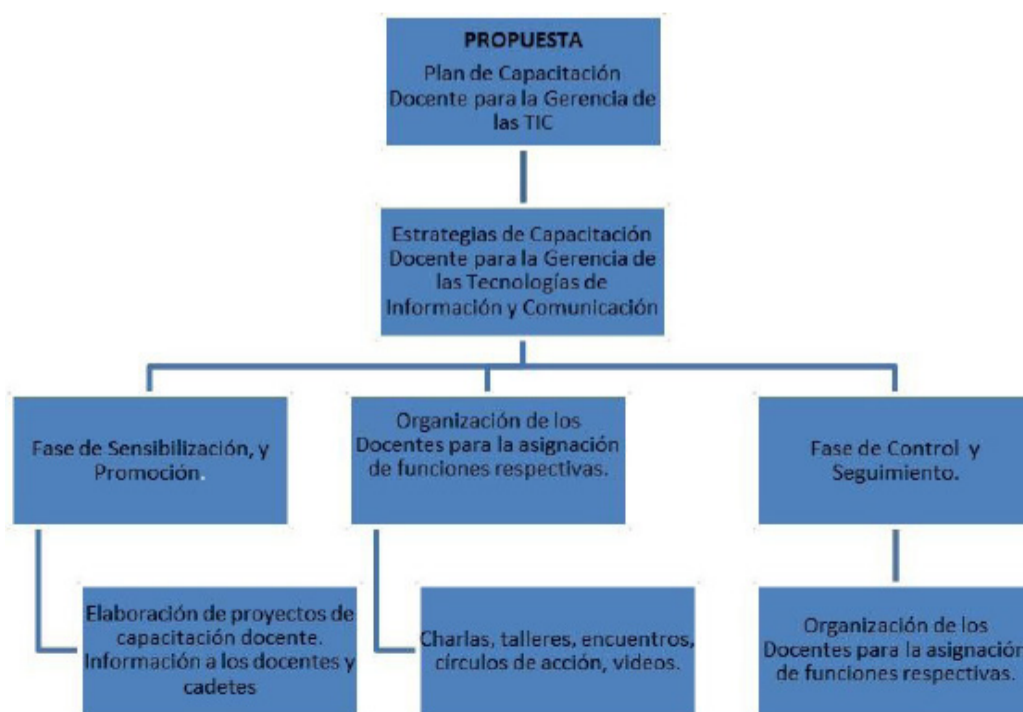 PROPUESTA
Plan de Capacitación
Docente para la Gerencia de
las TIC
Estrategias de Capacitación
Docente para la Gerencia de
las Tecnologías de
Información y Comunicación
Fase de Sensibilización, y
Promoción.
Organización de los
Docentes para la asignación
de funciones respectivas.
Fase de Control y
Seguimiento.
Elaboración de proyectos de
capacitación docente.
Información a los docentes y
cadetes
Charlas, talleres, encuentros,
círculos de acción, videos.
Organización de los
Docentes para la asignación
de funciones respectivas.